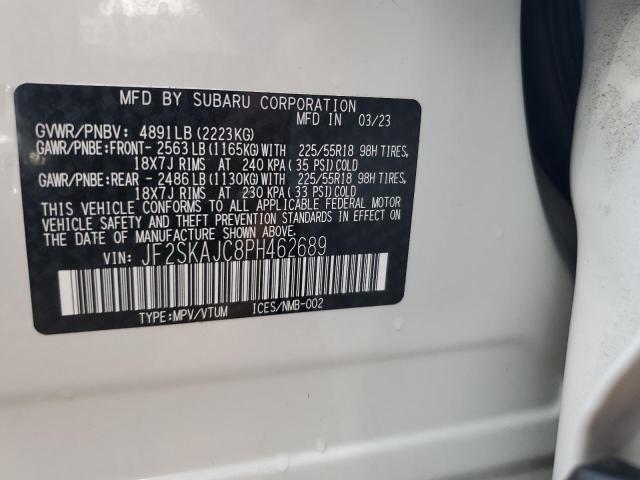 MFD BY SUBARU CORPORATION
MFD IN 03/23
GVWR/PNBV: 4891LB(2223KG)
GAWR/PNBE:FRONT- 2563LB(1165KG)WITH 225/55R18 98H TIRES,
18X7J RIMS AT 240 KPA(35 PSI)COLD
GAWR/PNBE:REAR - 2486LB(1130KG)WITH 225/55R18 98H TIRES,
18X7J RIMS AT 230 KPA(33 PSI)COLD
THIS VEHICLE CONFORMS TO ALL APPLICABLE FEDERAL MOTOR
VEHICLE SAFETY AND THEFT PREVENTION STANDARDS IN EFFECT
ON THE DATE OF MANUFACTURE SHOWN ABOVE.
VIN: JF2SKAJC8PH462689
TYPE:MPV/VTUM ICES/NMB-002